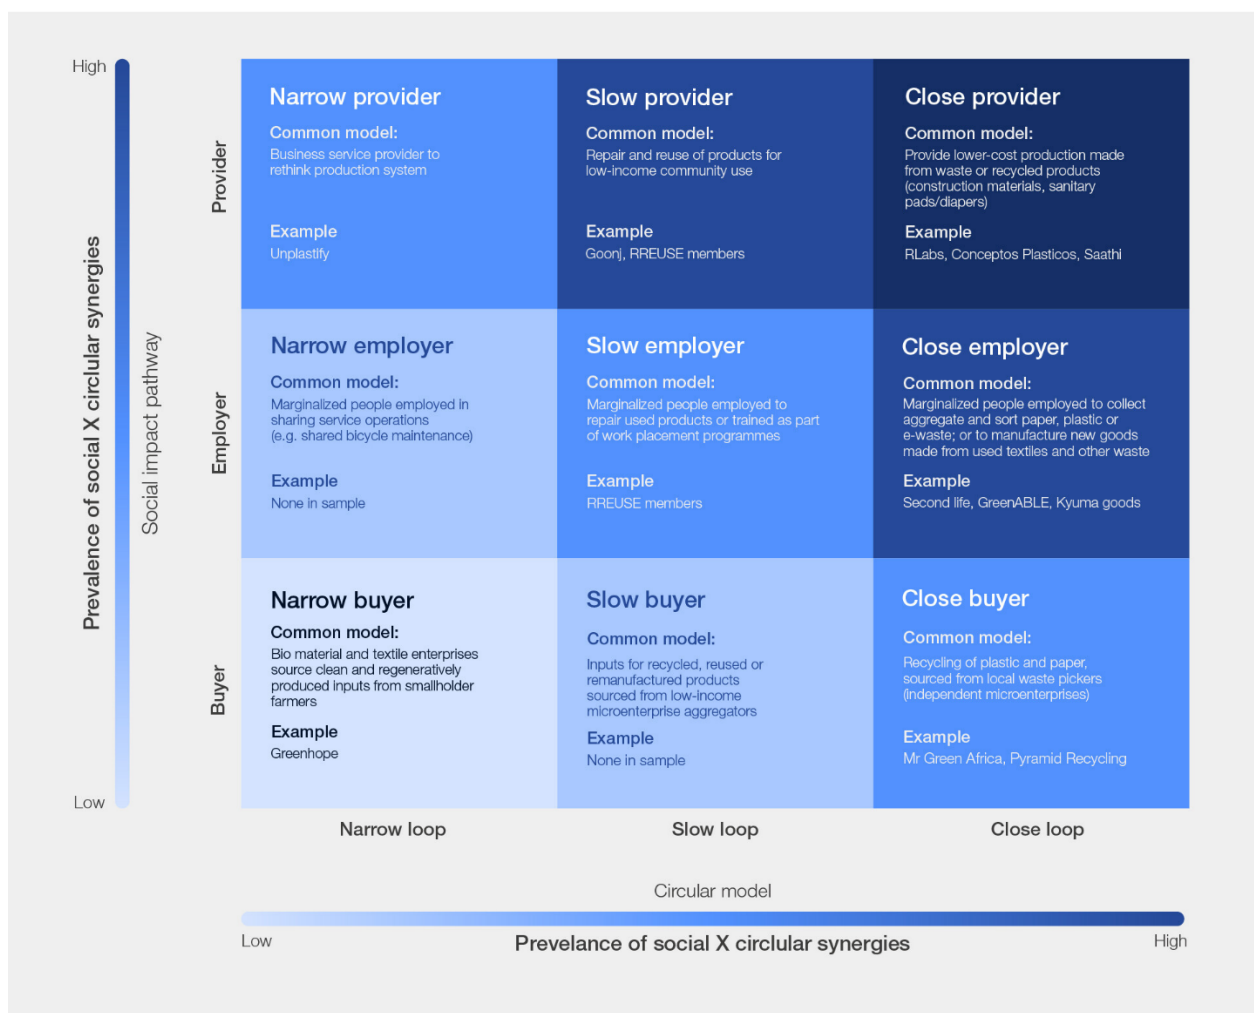 High
Prevalence of social X circlular synergies
Social impact pathway
Low
Provider
Narrow provider
Common model:
Business service provider to
rethink production system
Example
Unplastify
Slow provider
Common model:
Repair and reuse of products for
low-income community use
Example
Goonj, RREUSE members
Close provider
Common model:
Provide lower-cost production made
from waste or recycled products
(construction materials, sanitary
pads/diapers)
Example
RLabs, Conceptos Plasticos, Saathi
Employer
Narrow employer
Common model:
Marginalized people employed in
sharing service operations
(e.g. shared bicycle maintenance)
Example
None in sample
Slow employer
Common model:
Marginalized people employed to
repair used products or trained as part
of work placement programmes
Example
RREUSE members
Close employer
Common model:
Marginalized people employed to collect
aggregate and sort paper, plastic or
e-waste; or to manufacture new goods
made from used textiles and other waste
Example
Second life, GreenABLE, Kyuma goods
Buyer
Narrow buyer
Common model:
Bio material and textile enterprises
source clean and regeneratively
produced inputs from smallholder
farmers
Example
Greenhope
Slow buyer
Common model:
Inputs for recycled, reused or
remanufactured products
sourced from low-income
microenterprise aggregators
Example
None in sample
Close buyer
Common model:
Recycling of plastic and paper,
sourced from local waste pickers
(independent microenterprises)
Example
Mr Green Africa, Pyramid Recycling
Narrow loop
Slow loop
Close loop
Circular model
Low
Prevelance of social X circlular synergies
High